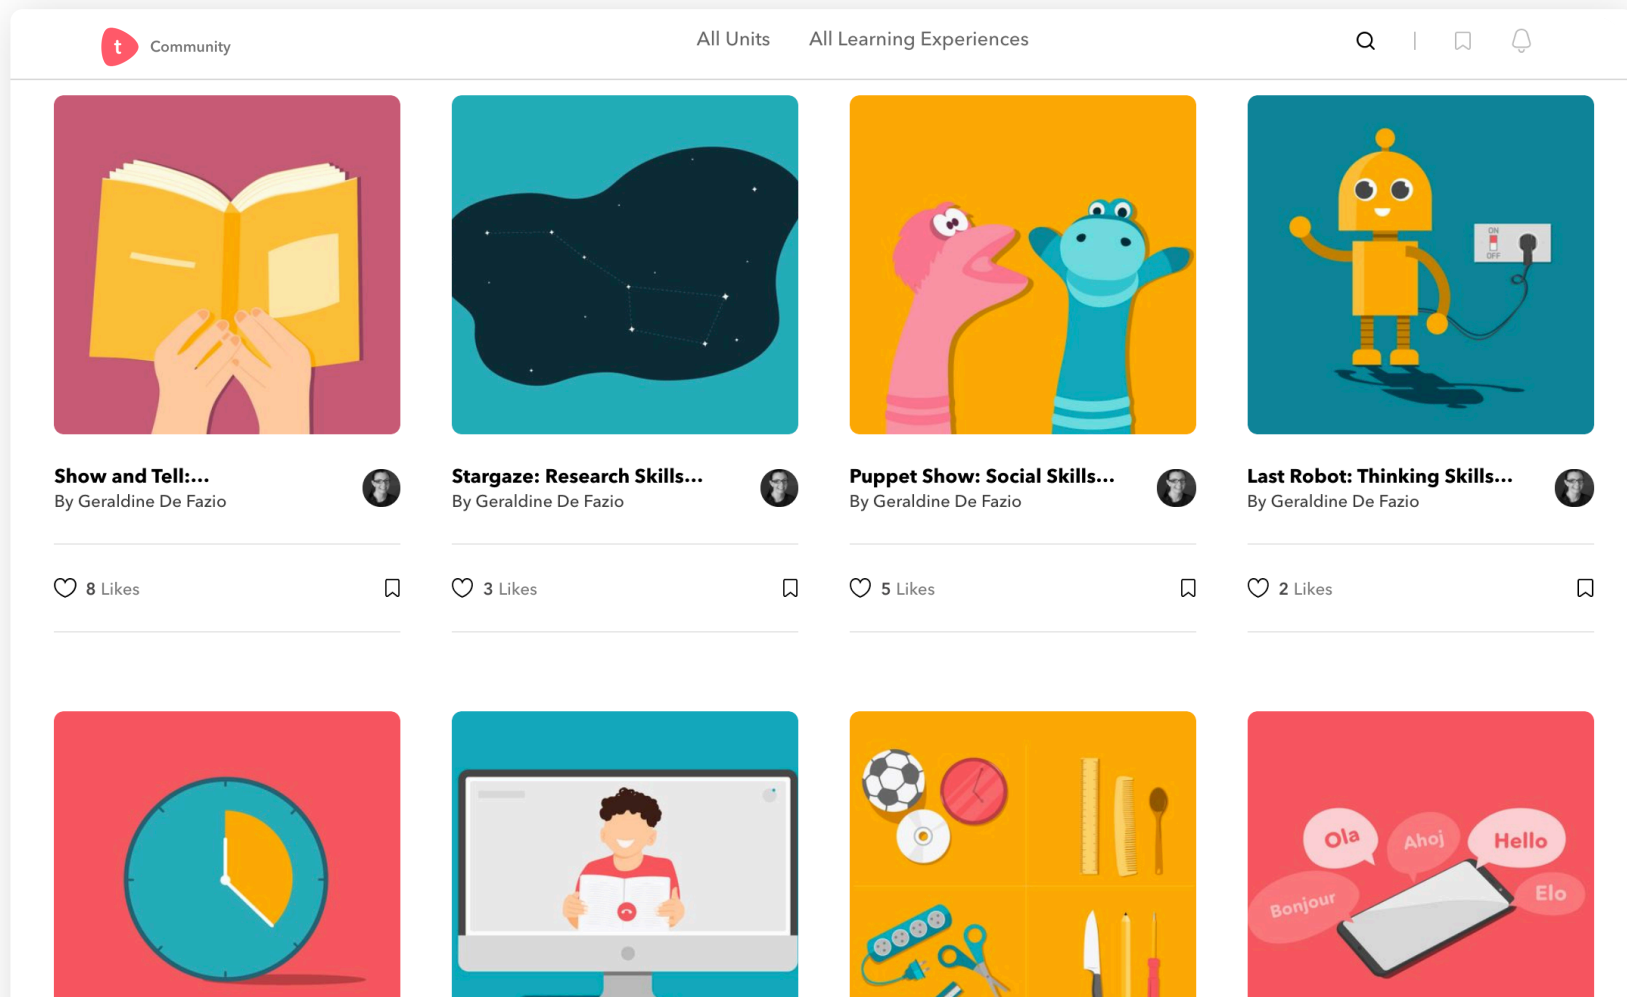 t Community
All Units
All Learning Experiences
ON
OFF
Show and Tell:...
By Geraldine De Fazio
8 Likes
Stargaze: Research Skills...
By Geraldine De Fazio
3 Likes
Puppet Show: Social Skills...
By Geraldine De Fazio
5 Likes
Last Robot: Thinking Skills...
By Geraldine De Fazio
2 Likes
Ola
Ahoj
Hello
Bonjour
Elo